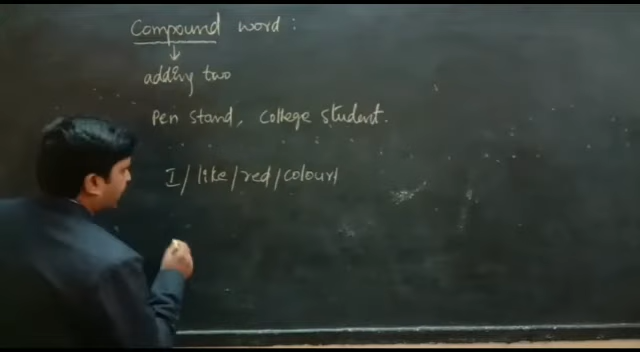 Compound word :
adding two
Pen stand, College student.
I/ like/red/colour/